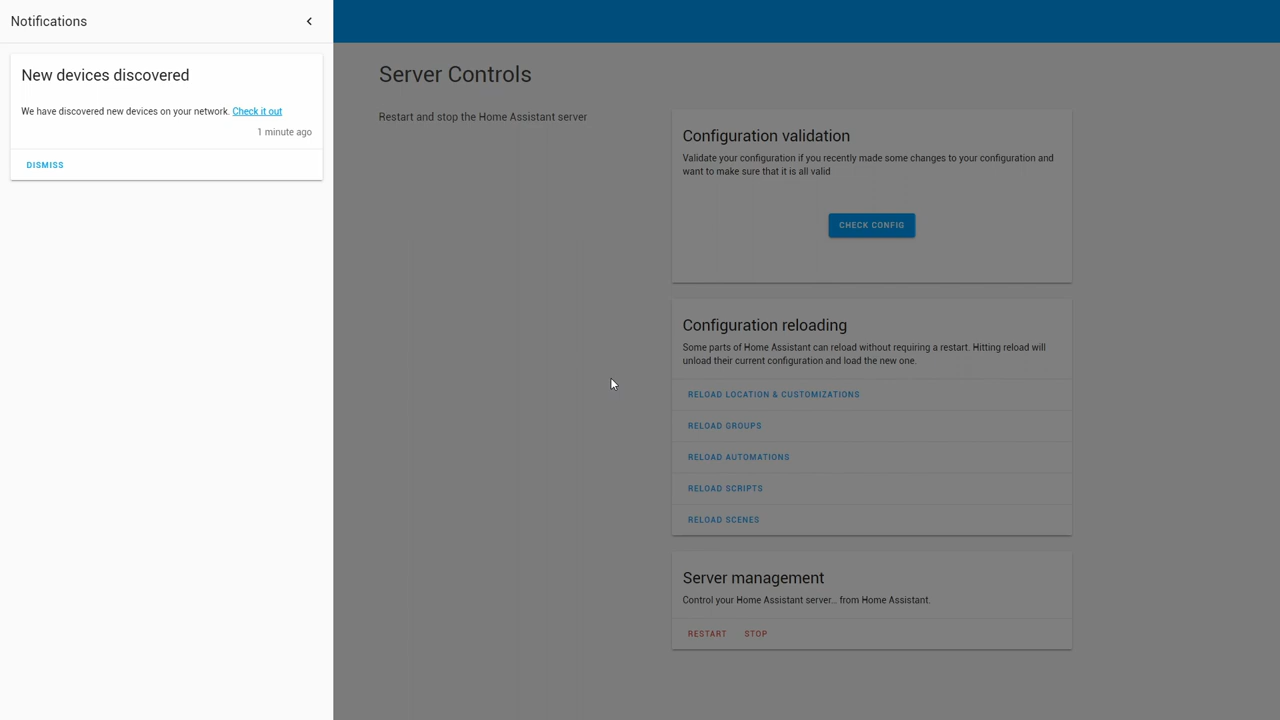 Notifications
New devices discovered
We have discovered new devices on your network. Check it out
1 minute ago
DISMISS
Server Controls
Restart and stop the Home Assistant server
Configuration validation
Validate your configuration if you recently made some changes to your configuration and
want to make sure that it is all valid
CHECK CONFIG
Configuration reloading
Some parts of Home Assistant can reload without requiring a restart. Hitting reload will
unload their current configuration and load the new one.
RELOAD LOCATION & CUSTOMIZATIONS
RELOAD GROUPS
RELOAD AUTOMATIONS
RELOAD SCRIPTS
RELOAD SCENES
Server management
Control your Home Assistant server… from Home Assistant.
RESTART STOP